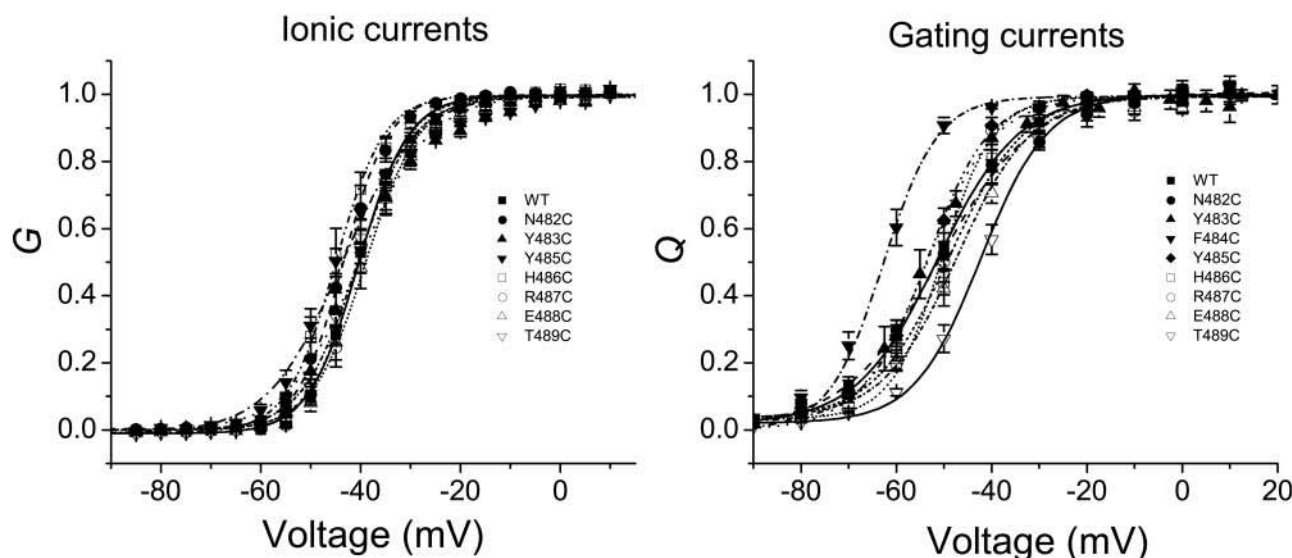 Ionic currents
G
1.0
0.8
0.6
0.4
0.2
0.0
WT
N482C
Y483C
Y485C
H486C
R487C
E488C
T489C
-80 -60 -40 -20 0
Voltage (mV)
Gating currents
Q
1.0
0.8
0.6
0.4
0.2
0.0
WT
N482C
Y483C
F484C
Y485C
H486C
R487C
E488C
T489C
-80 -60 -40 -20 0 20
Voltage (mV)